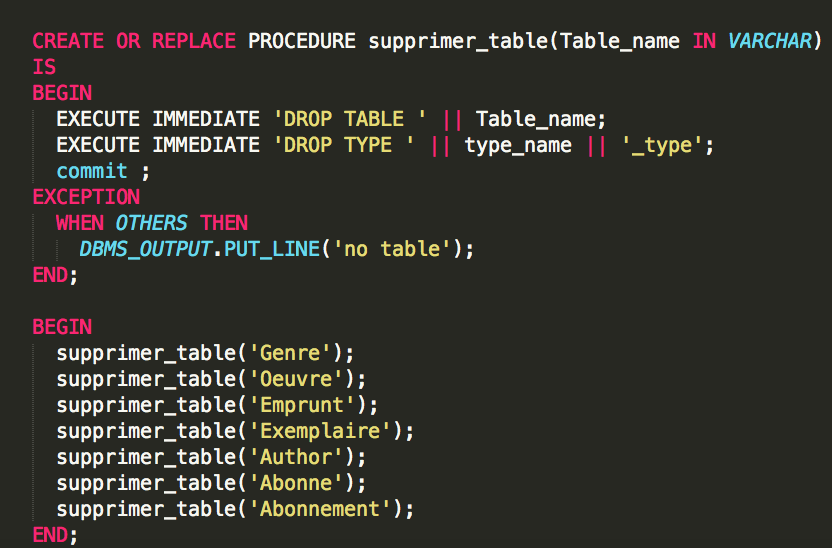 CREATE OR REPLACE PROCEDURE supprimer_table(Table_name IN VARCHAR)
IS
BEGIN
  EXECUTE IMMEDIATE 'DROP TABLE ' || Table_name;
  EXECUTE IMMEDIATE 'DROP TYPE ' || type_name || '_type';
  commit ;
EXCEPTION
  WHEN OTHERS THEN
    DBMS_OUTPUT.PUT_LINE('no table');
END;

BEGIN
  supprimer_table('Genre');
  supprimer_table('Oeuvre');
  supprimer_table('Emprunt');
  supprimer_table('Exemplaire');
  supprimer_table('Author');
  supprimer_table('Abonne');
  supprimer_table('Abonnement');
END;